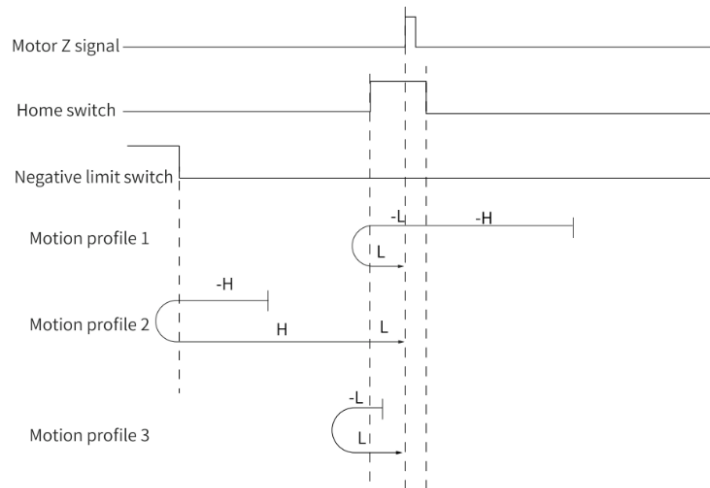 Motor Z signal
Home switch
Negative limit switch
-L
-H
Motion profile 1
L
-H
Motion profile 2
H
L
-L
Motion profile 3
L